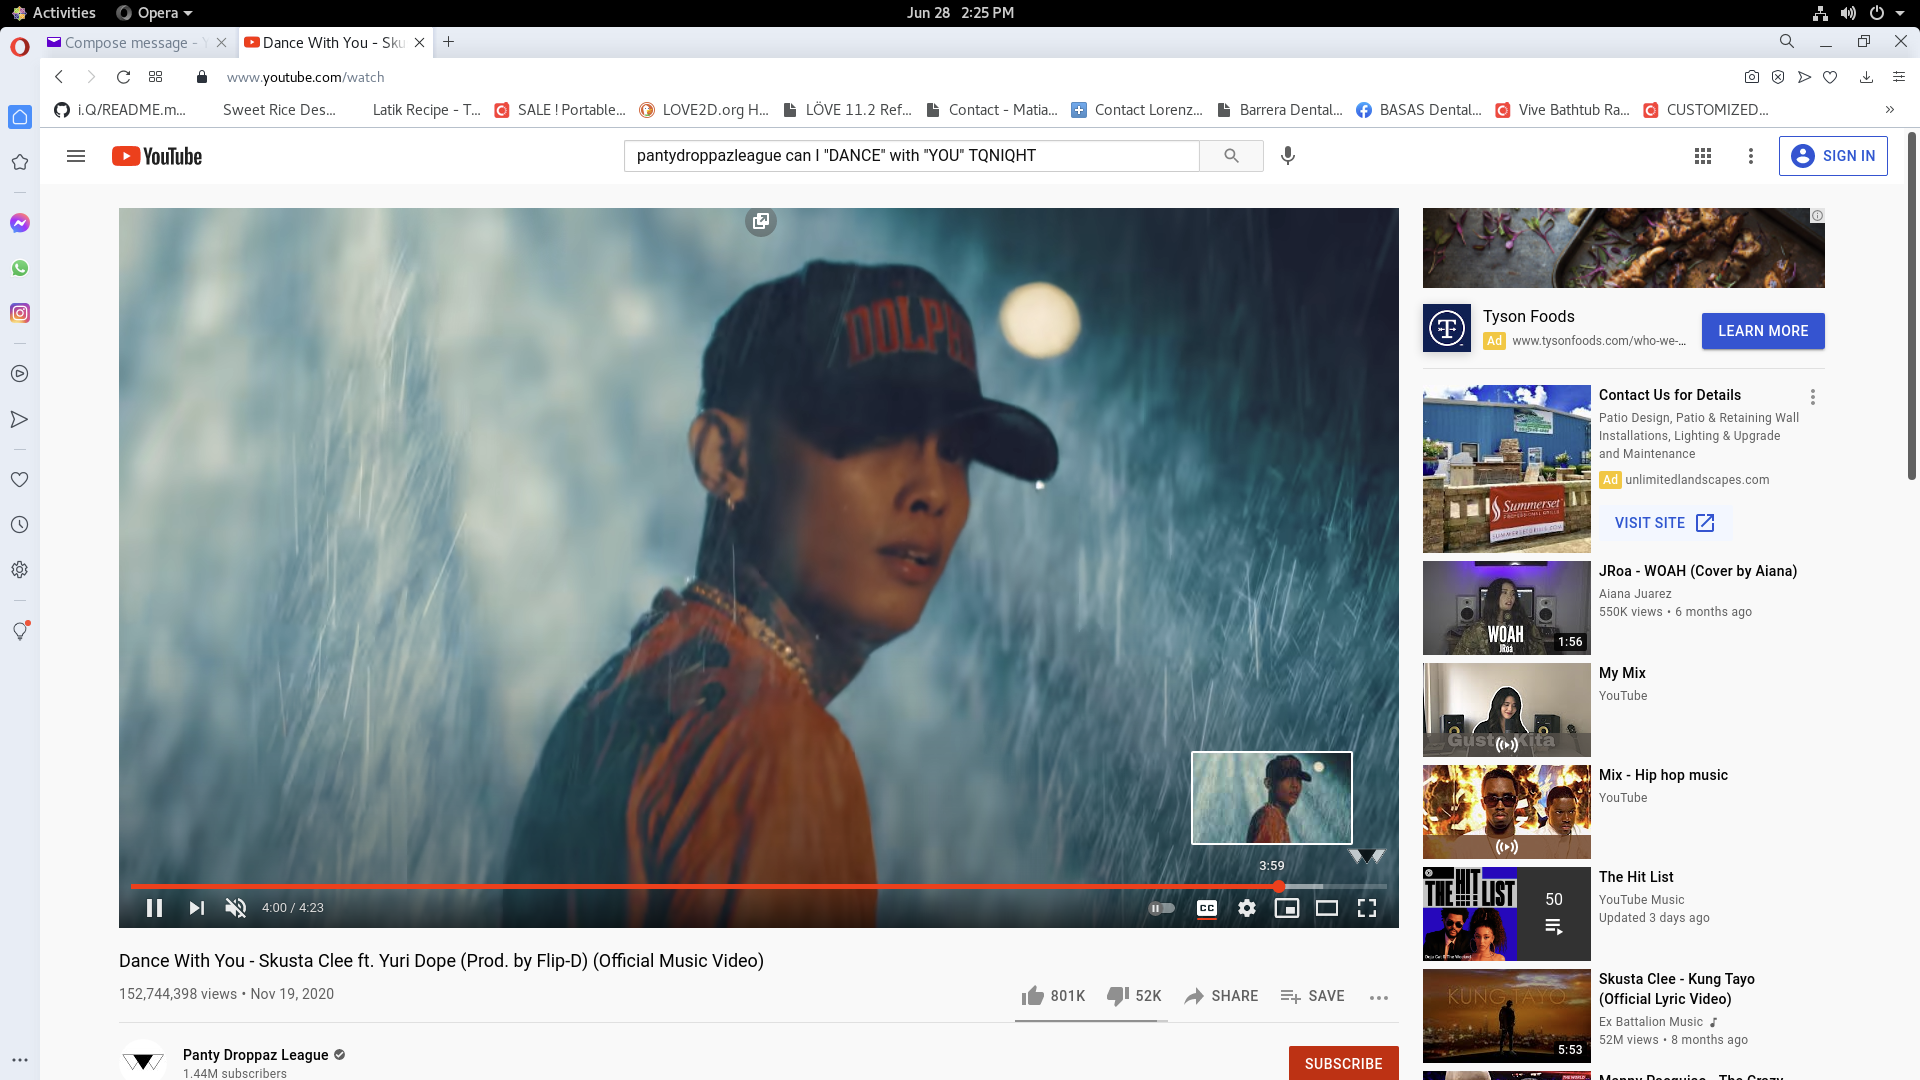 Activities
Opera
Jun 28 2:25 PM
Compose message - Y
Dance With You - Sku
www.youtube.com/watch
i.Q/README.m...
Sweet Rice Des...
Latik Recipe - T...
SALE ! Portable...
LOVE2D.org H...
LÖVE 11.2 Ref...
Contact - Matia...
Contact Lorenz...
Barrera Dental...
BASAS Dental...
Vive Bathtub Ra...
CUSTOMIZED...
YouTube
pantydroppazleague can I "DANCE" with "YOU" TQNIQHT
SIGN IN
DOLPH
3:59
4:00 / 4:23
CC
Dance With You - Skusta Clee ft. Yuri Dope (Prod. by Flip-D) (Official Music Video)
152,744,398 views • Nov 19, 2020
801K
52K
SHARE
SAVE
Panty Droppaz League
1.44M subscribers
SUBSCRIBE
Tyson Foods
Ad www.tysonfoods.com/who-we-...
LEARN MORE
Contact Us for Details
Patio Design, Patio & Retaining Wall
Installations, Lighting & Upgrade
and Maintenance
Ad unlimitedlandscapes.com
VISIT SITE
Summerset
PROFESSIONAL GRILLS
SUMMERSETGRILLS.COM
JRoa - WOAH (Cover by Aiana)
Aiana Juarez
550K views • 6 months ago
WOAH
JRoa
1:56
My Mix
YouTube
Mix - Hip hop music
YouTube
THE HIT LIST
50
The Hit List
YouTube Music
Updated 3 days ago
KUNG TAYO
5:53
Skusta Clee - Kung Tayo
(Official Lyric Video)
Ex Battalion Music
52M views • 8 months ago